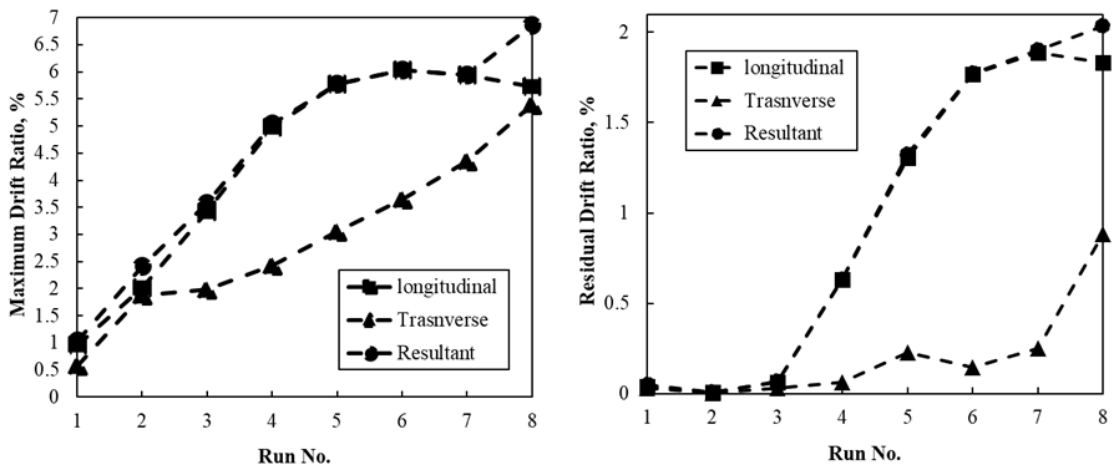 Maximum Drift Ratio, %
7
6.5
6
5.5
5
4.5
4
3.5
3
2.5
2
1.5
1
0.5
0
longitudinal
Trasnverse
Resultant
1 2 3 4 5 6 7 8
Run No.
Residual Drift Ratio, %
2
1.5
1
0.5
0
longitudinal
Trasnverse
Resultant
1 2 3 4 5 6 7 8
Run No.